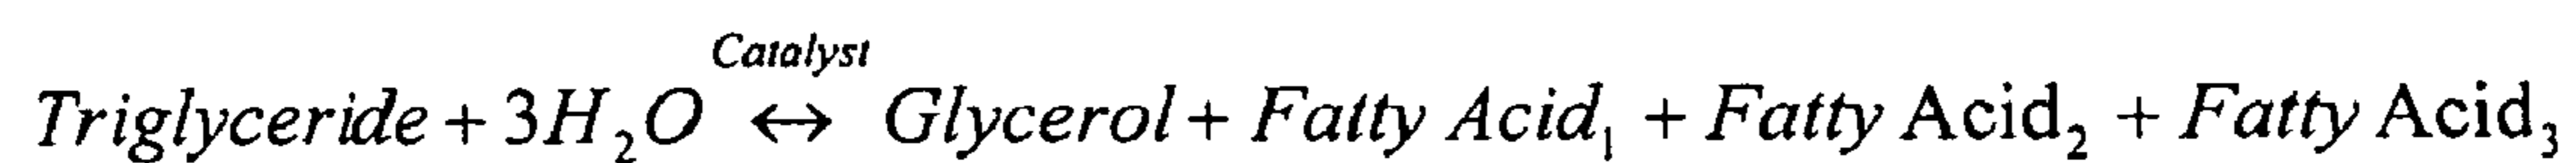 Catalyst
Triglyceride + 3H₂O ↔ Glycerol + Fatty Acid₁ + Fatty Acid₂ + Fatty Acid₃